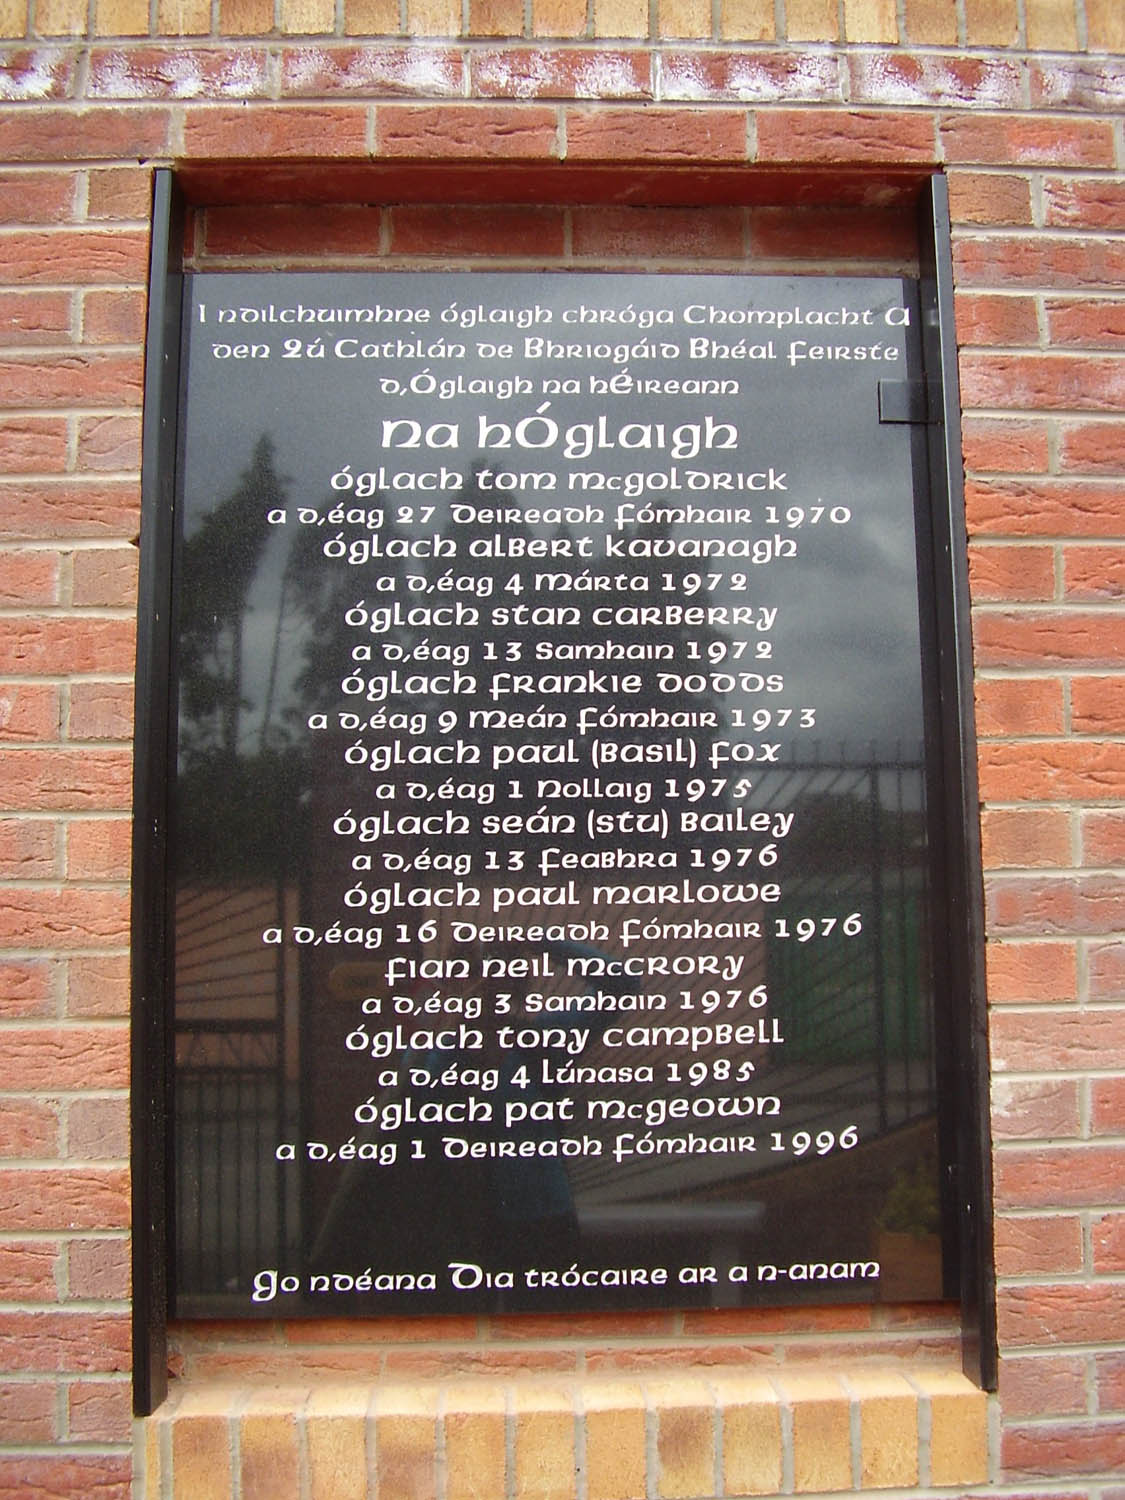 I ndilchuimhne óglaigh chróga Chomplacht A
den 2ú Cathlán de Bhriogáid Bhéal Feirste
d,Óglaigh na hÉireann
Na hÓglaigh
óglach tom mcgoldrick
a d,éag 27 Deireadh Fómhair 1970
óglach albert kavanagh
a d,éag 4 Márta 1972
óglach stan carberry
a d,éag 13 Samhain 1972
óglach frankie dodds
a d,éag 9 Meán Fómhair 1973
óglach paul (basil) fox
a d,éag 1 Nollaig 1975
óglach seán (stu) bailey
a d,éag 13 Feabhra 1976
óglach paul marlowe
a d,éag 16 Deireadh Fómhair 1976
fian neil mccrory
a d,éag 3 Samhain 1976
óglach tony campbell
a d,éag 4 Lúnasa 1985
óglach pat mcgeown
a d,éag 1 Deireadh Fómhair 1996
Go ndéana Dia trócaire ar a n-anam